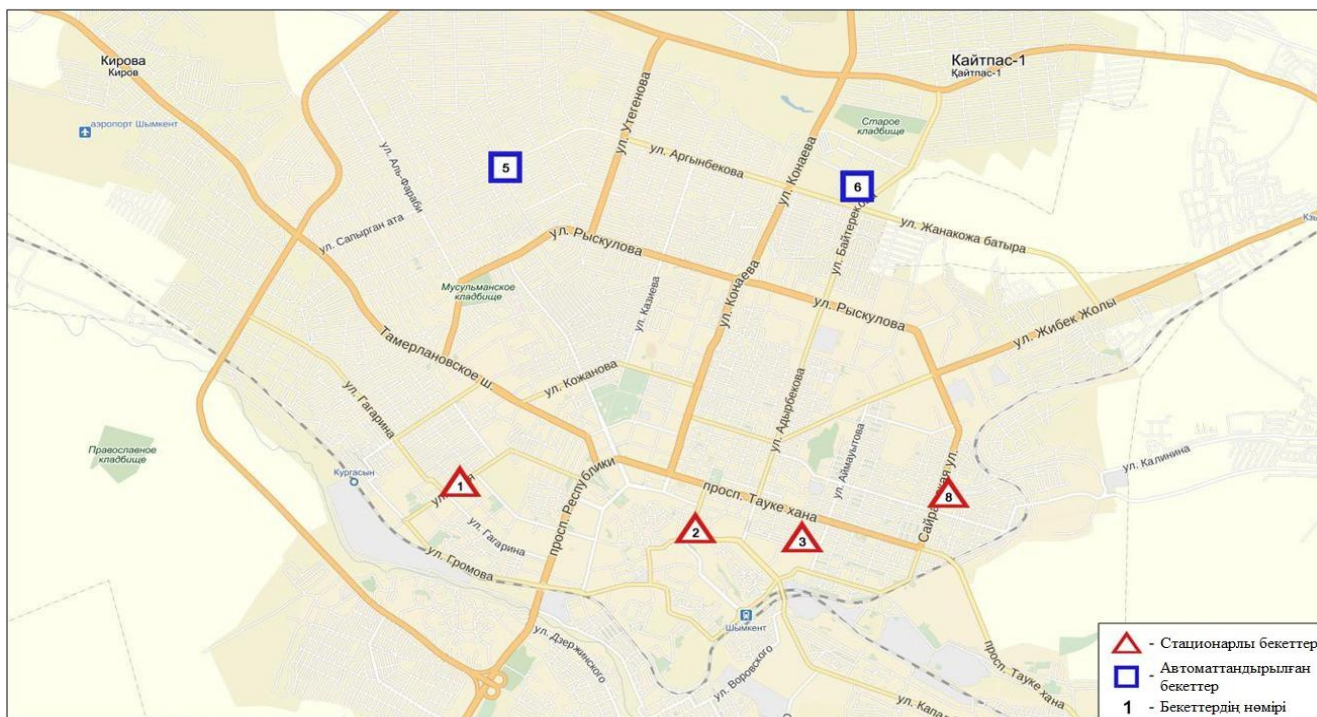 Кирова
Киров
аэропорт Шымкент
Кайтпас-1
Қайтпас-1
Старое
кладбище
ул. Утегенова
ул. Аль-Фараби
5
ул. Аргынбекова
ул. Конаева
6
ул. Жанакожа батыра
ул. Сапырган ата
ул. Рыскулова
ул. Казиева
ул. Конаева
ул. Рыскулова
ул. Жибек Жолы
Мусульманское
кладбище
Тамерлановское ш.
ул. Кожанова
ул. Гагарина
ул. Адырбекова
ул. Аймаутова
Православное
кладбище
Кургасын
1
просп. Республики
просп. Тауке хана
8
ул. Калинина
2
3
ул. Гагарина
ул. Громова
Шымкент
ул. Дзержинского
ул. Воровского
просп. Тауке хана
- Стационарлы бекеттер
- Автоматтандырылған
бекеттер
1 - Бекеттердің нөмірі